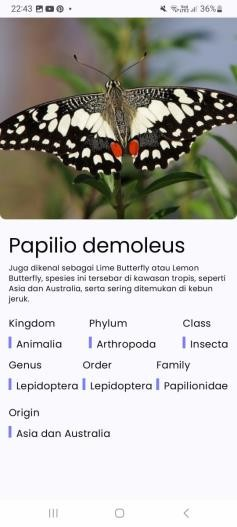 22:43 36%
Papilio demoleus
Juga dikenal sebagai Lime Butterfly atau Lemon
Butterfly, spesies ini tersebar di kawasan tropis, seperti
Asia dan Australia, serta sering ditemukan di kebun
jeruk.
Kingdom Phylum Class
Animalia Arthropoda Insecta
Genus Order Family
Lepidoptera Lepidoptera Papilionidae
Origin
Asia dan Australia